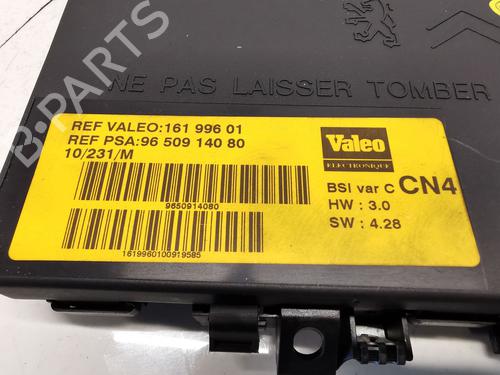 NE PAS LAISSER TOMBER
REF VALEO:161 996 01
REF PSA:96 509 140 80
10/231/M
9650914080
1619960100919585
Valeo
ELECTRONIQUE
BSI var C CN4
HW : 3.0
SW : 4.28
B-Parts